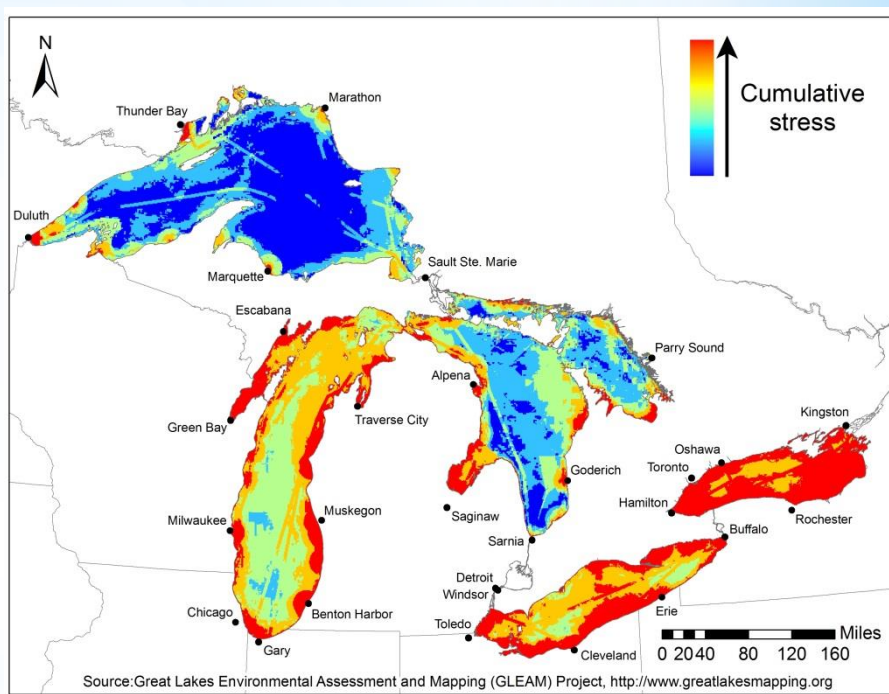 N
Cumulative
stress
Marathon
Thunder Bay
Duluth
Marquette
Sault Ste. Marie
Escabana
Parry Sound
Alpena
Traverse City
Green Bay
Kingston
Oshawa
Toronto
Goderich
Hamilton
Rochester
Saginaw
Muskegon
Milwaukee
Sarnia
Buffalo
Detroit
Windsor
Chicago
Benton Harbor
Erie
Toledo
Gary
Cleveland
Miles
0 20 40 80 120 160
Source:Great Lakes Environmental Assessment and Mapping (GLEAM) Project, http://www.greatlakesmapping.org